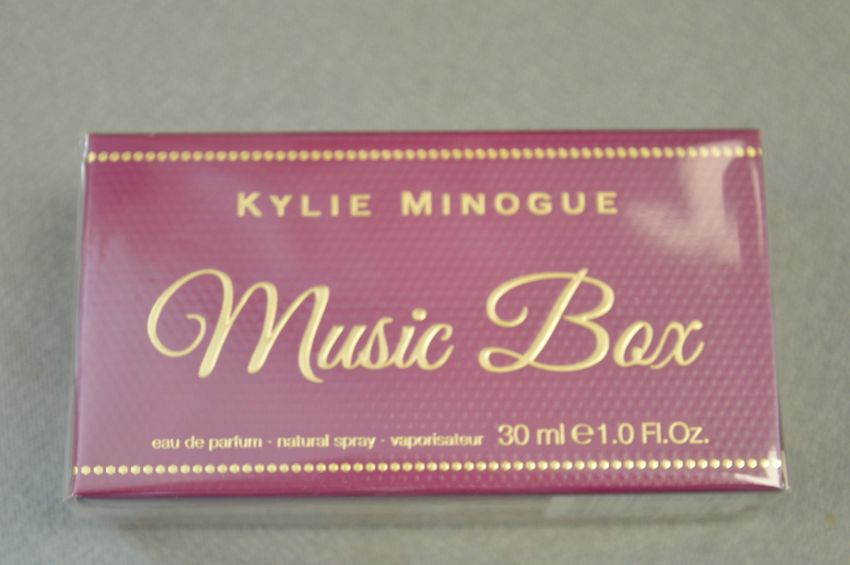 KYLIE MINOGUE
Music Box
eau de parfum · natural spray · vaporisateur 30 ml ℮ 1.0 Fl.Oz.